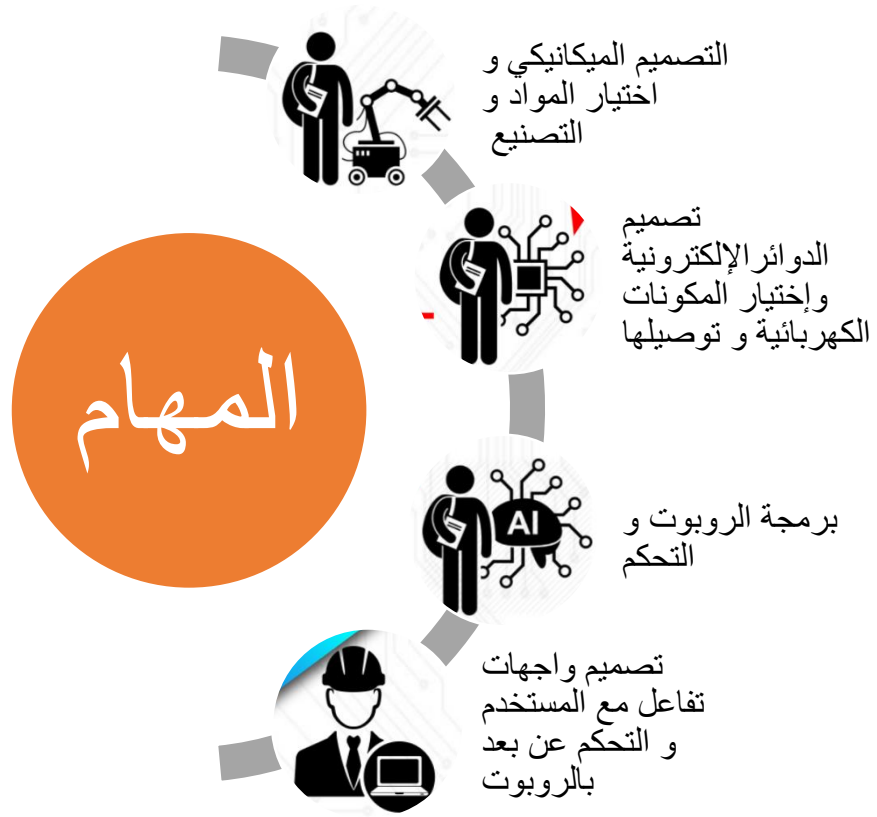 المهام
التصميم الميكانيكي و
اختيار المواد و
التصنيع
تصميم
الدوائرالإلكترونية
وإختيار المكونات
الكهربائية و توصيلها
AI
برمجة الروبوت و
التحكم
تصميم واجهات
تفاعل مع المستخدم
و التحكم عن بعد
بالروبوت